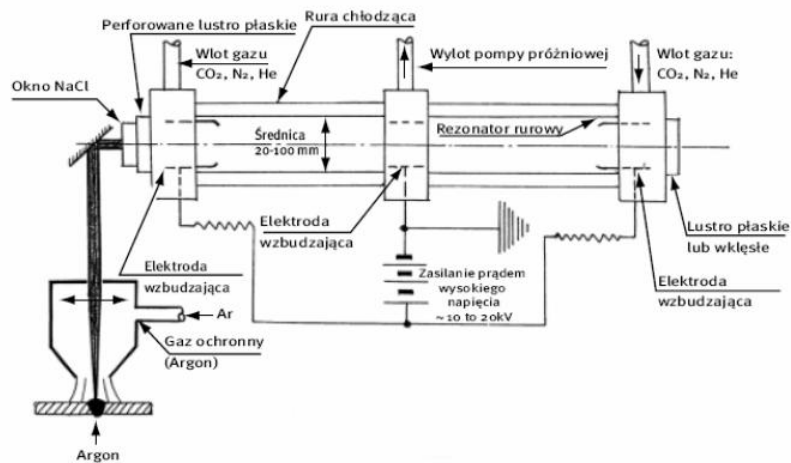 Perforowane lustro płaskie
Rura chłodząca
Wlot gazu
CO₂, N₂, He
Wylot pompy próżniowej
Wlot gazu:
CO₂, N₂, He
Okno NaCl
Średnica
20-100 mm
Rezonator rurowy
Elektroda
wzbudzająca
Lustro płaskie
lub wklęsłe
Elektroda
wzbudzająca
Zasilanie prądem
wysokiego
napięcia
~10 to 20kV
Elektroda
wzbudzająca
Ar
Gaz ochronny
(Argon)
Argon